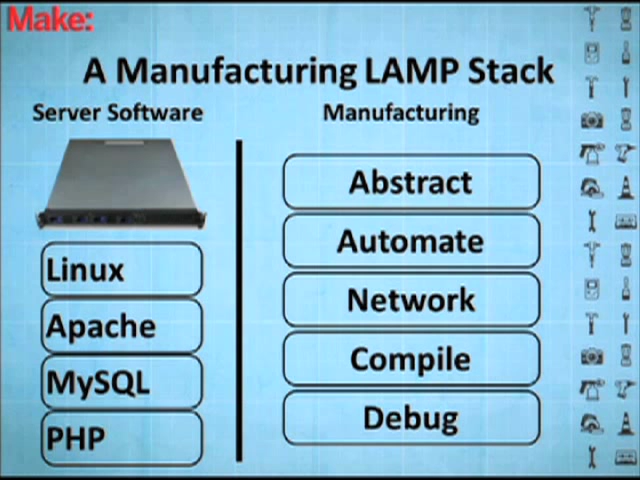 Make:
A Manufacturing LAMP Stack
Server Software
Manufacturing
Linux
Apache
MySQL
PHP
Abstract
Automate
Network
Compile
Debug